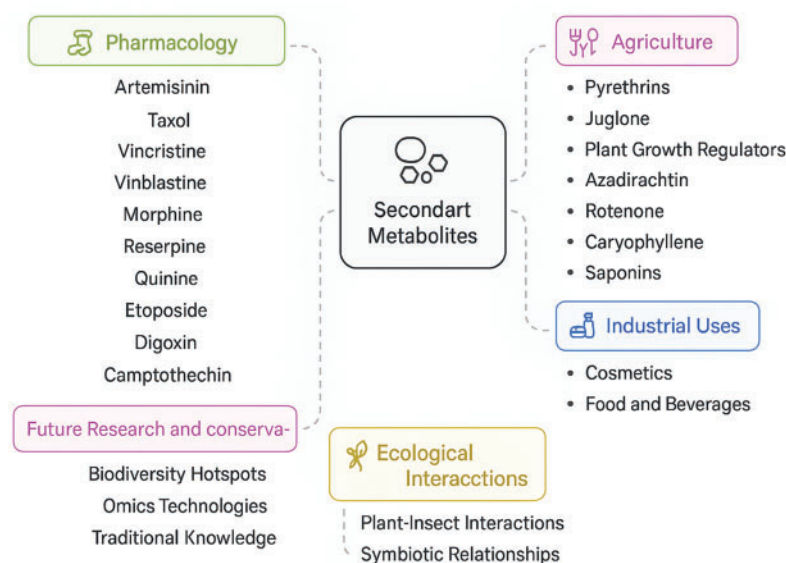 Pharmacology
Artemisinin
Taxol
Vincristine
Vinblastine
Morphine
Reserpine
Quinine
Etoposide
Digoxin
Camptothechin
Future Research and conserva-
Biodiversity Hotspots
Omics Technologies
Traditional Knowledge
Secondart
Metabolites
Ecological
Interacctions
Plant-Insect Interactions
Symbiotic Relationships
Agriculture
• Pyrethrins
• Juglone
• Plant Growth Regulators
• Azadirachtin
• Rotenone
• Caryophyllene
• Saponins
Industrial Uses
• Cosmetics
• Food and Beverages